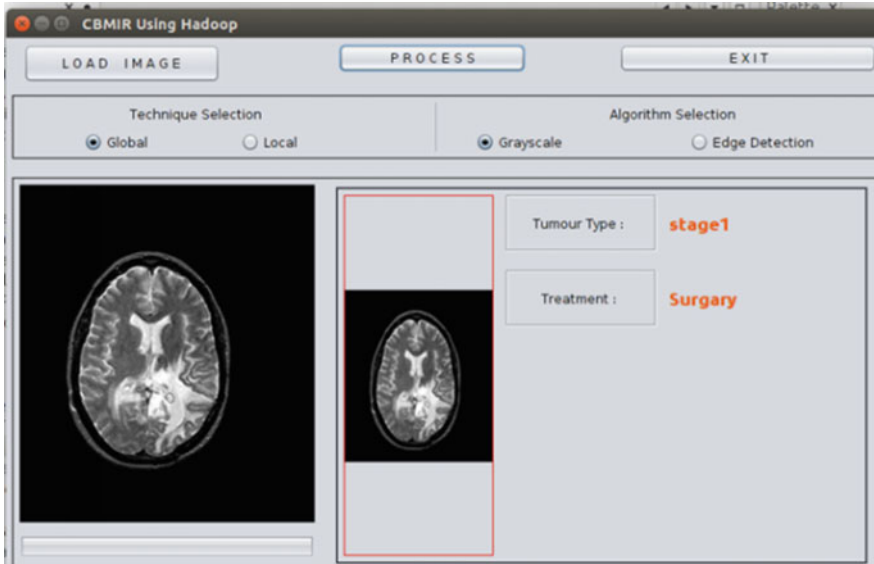 Palette x
CBMIR Using Hadoop
LOAD IMAGE
PROCESS
EXIT
Technique Selection
Algorithm Selection
Global
Local
Grayscale
Edge Detection
Tumour Type :
stage1
Treatment :
Surgary